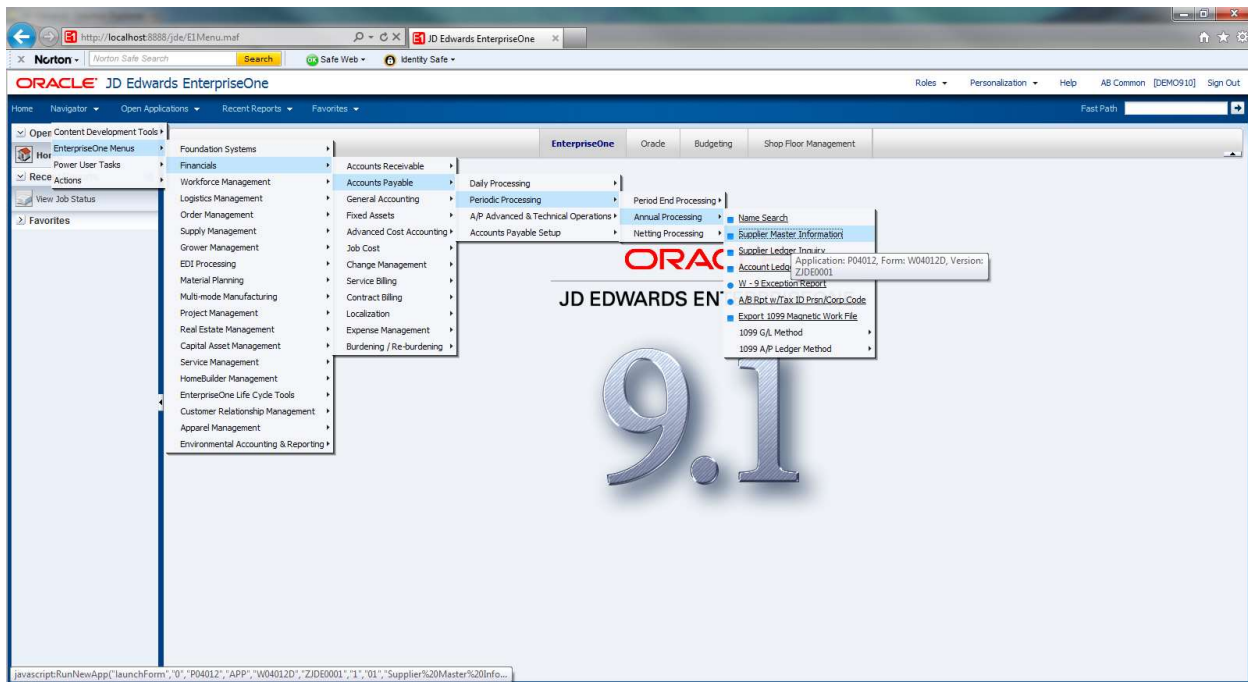 http://localhost:8888/jde/E1Menu.maf
JD Edwards EnterpriseOne
X Norton - Norton Safe Search Search Safe Web Identity Safe
ORACLE JD Edwards EnterpriseOne
Roles Personalization Help AB Common [DEMO910] Sign Out
Home Navigator Open Applications Recent Reports Favorites
Fast Path
Content Development Tools
EnterpriseOne Menus
Power User Tasks
Actions
View Job Status
Favorites
EnterpriseOne Oracle Budgeting Shop Floor Management
Foundation Systems
Financials
Workforce Management
Logistics Management
Order Management
Supply Management
Grower Management
EDI Processing
Material Planning
Multi-mode Manufacturing
Project Management
Real Estate Management
Capital Asset Management
Service Management
HomeBuilder Management
EnterpriseOne Life Cycle Tools
Customer Relationship Management
Apparel Management
Environmental Accounting & Reporting
Accounts Receivable
Accounts Payable
General Accounting
Fixed Assets
Advanced Cost Accounting
Job Cost
Change Management
Service Billing
Contract Billing
Localization
Expense Management
Burdening / Re-burdening
Daily Processing
Periodic Processing
A/P Advanced & Technical Operations
Accounts Payable Setup
Period End Processing
Annual Processing
Netting Processing
Name Search
Supplier Master Information
Supplier Ledger Inquiry
Application: P04012, Form: W04012D, Version:
ZJDE0001
W - 9 Exception Report
A/B Rpt w/Tax ID Prsn/Corp Code
Export 1099 Magnetic Work File
1099 G/L Method
1099 A/P Ledger Method
JD EDWARDS
9.1
javascript:RunNewApp("launchForm","0","P04012","APP","W04012D","ZJDE0001","1","01","Supplier%20Master%20Info...